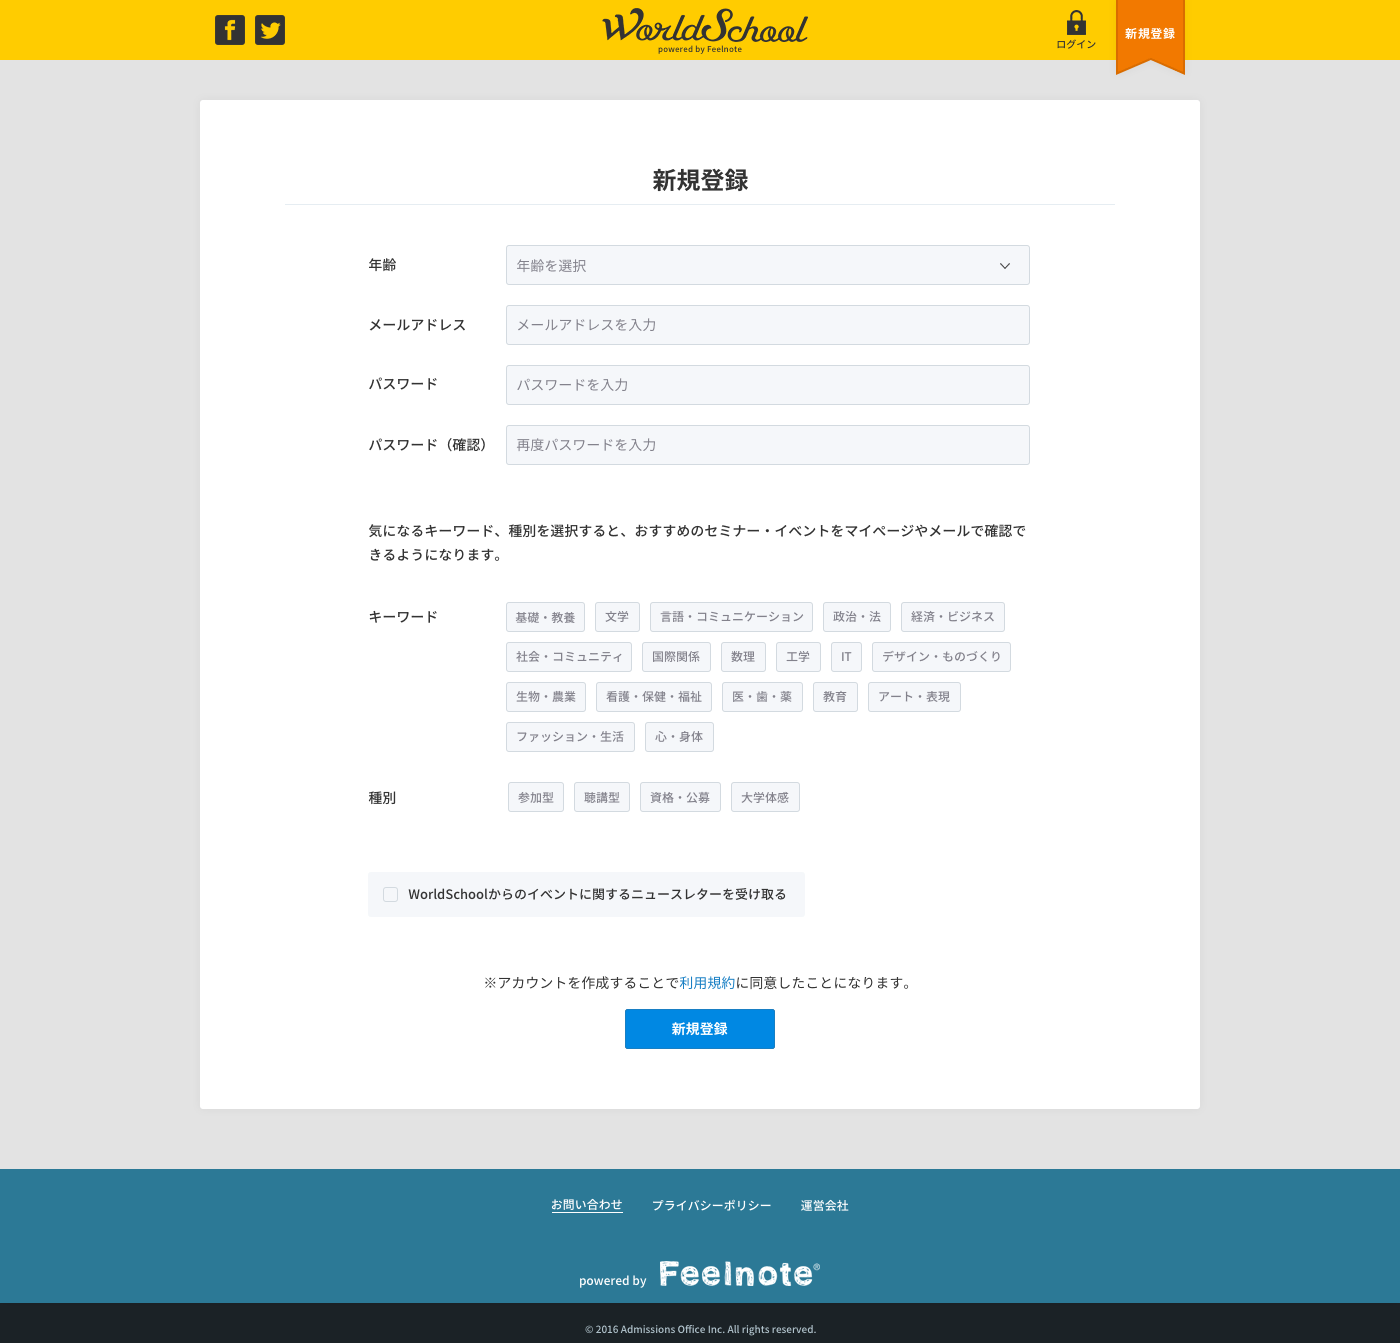 WorldSchool
powered by Feelnote
ログイン
新規登録
新規登録
年齢
年齢を選択
メールアドレス
メールアドレスを入力
パスワード
パスワードを入力
パスワード（確認）
再度パスワードを入力
気になるキーワード、種別を選択すると、おすすめのセミナー・イベントをマイページやメールで確認で
きるようになります。
キーワード
基礎・教養 文学 言語・コミュニケーション 政治・法 経済・ビジネス
社会・コミュニティ 国際関係 数理 工学 IT デザイン・ものづくり
生物・農業 看護・保健・福祉 医・歯・薬 教育 アート・表現
ファッション・生活 心・身体
種別
参加型 聴講型 資格・公募 大学体感
WorldSchoolからのイベントに関するニュースレターを受け取る
※アカウントを作成することで利用規約に同意したことになります。
新規登録
お問い合わせ プライバシーポリシー 運営会社
powered by Feelnote®
© 2016 Admissions Office Inc. All rights reserved.